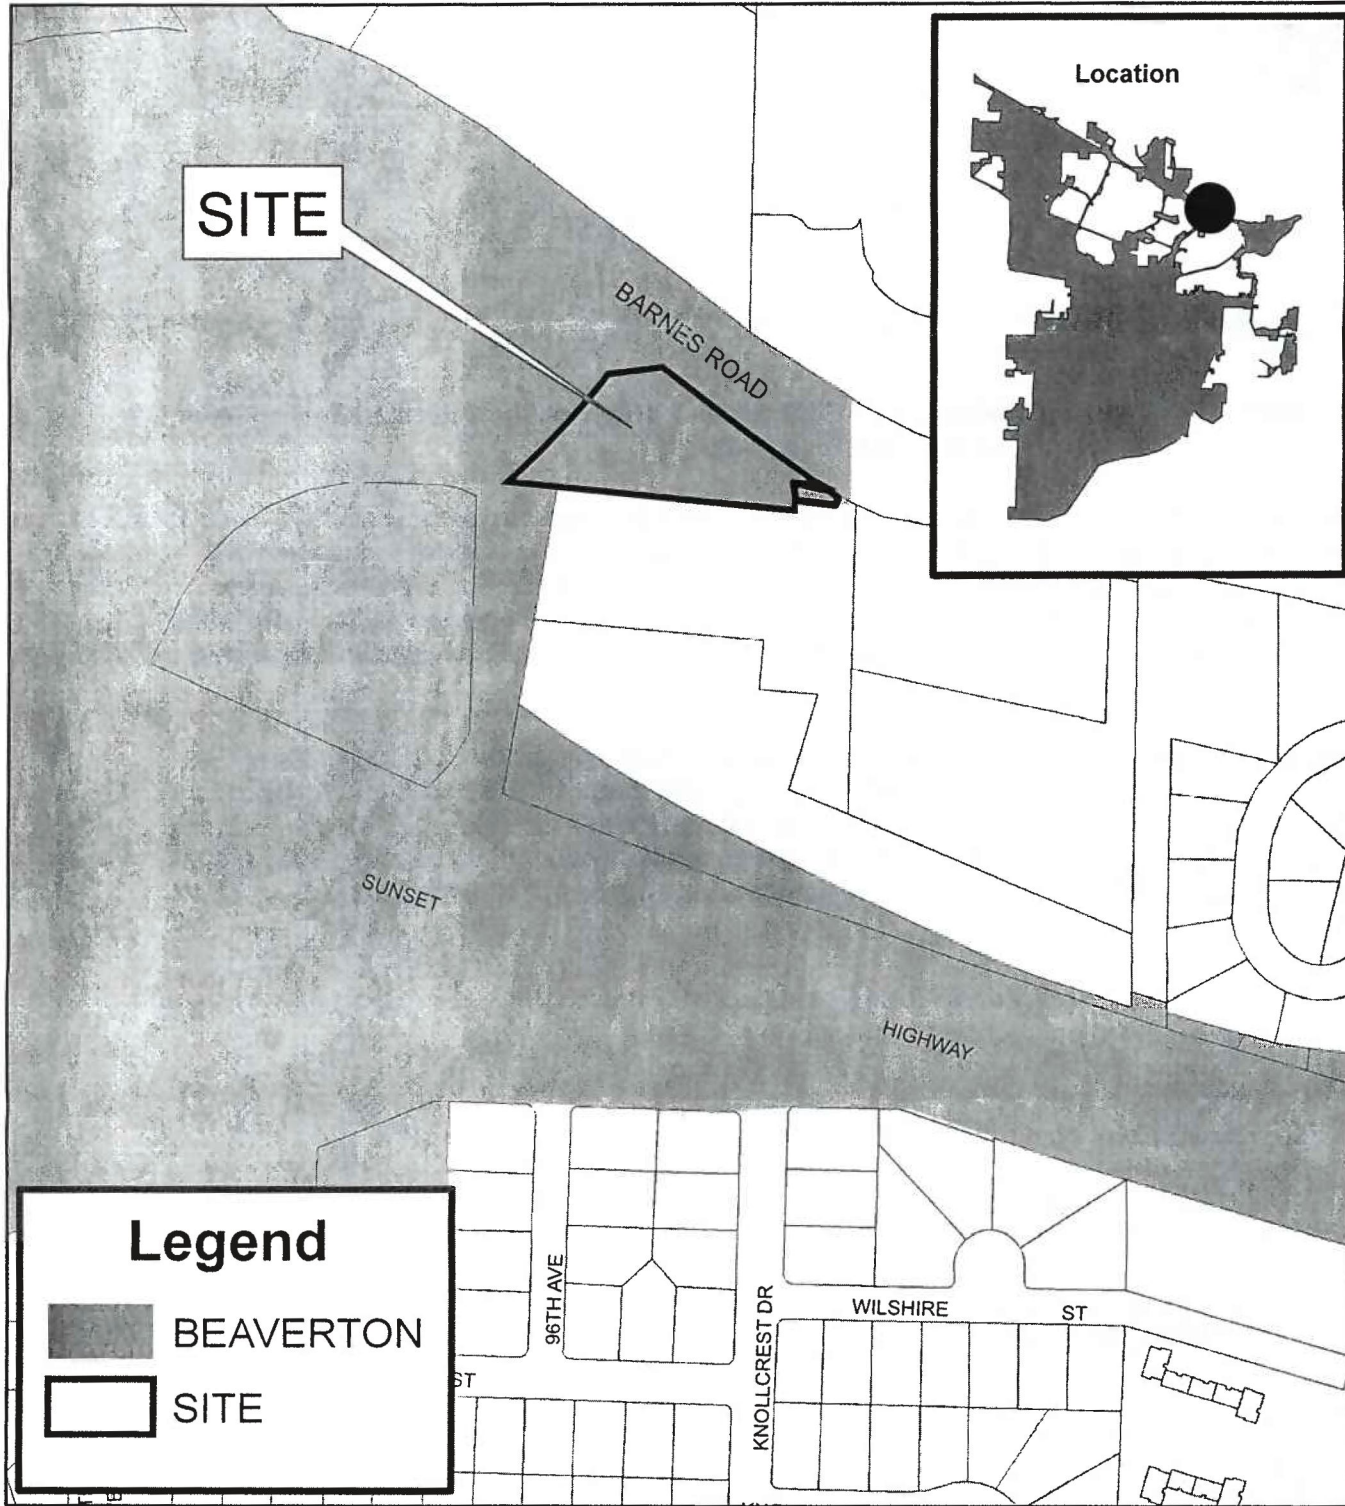 Location
SITE
BARNES ROAD
SUNSET
HIGHWAY
Legend
BEAVERTON
SITE
96TH AVE
KNOLLCREST DR
WILSHIRE ST
ST